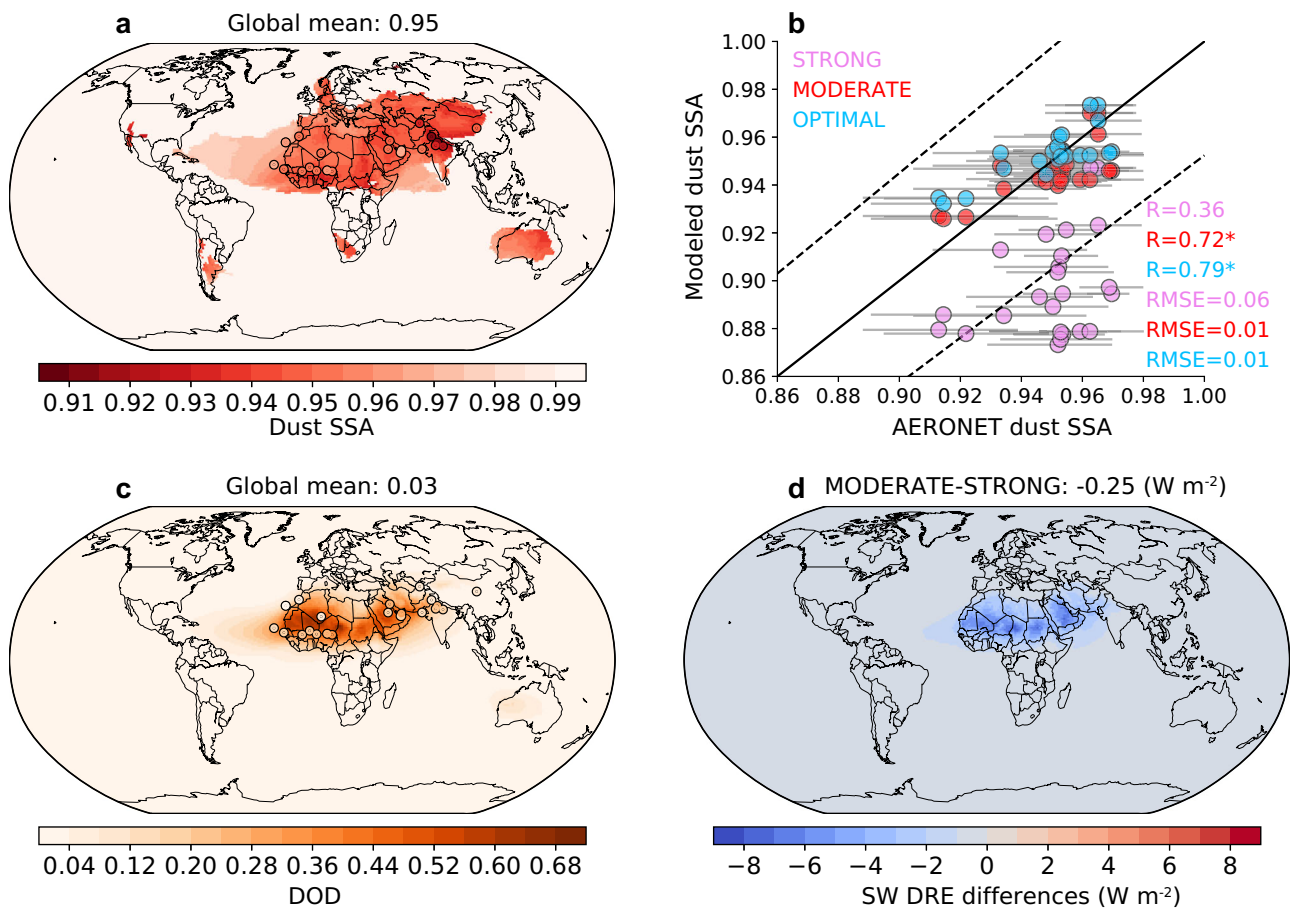 a
Global mean: 0.95
0.91 0.92 0.93 0.94 0.95 0.96 0.97 0.98 0.99
Dust SSA
b
1.00
0.98
0.96
0.94
0.92
0.90
0.88
0.86
Modeled dust SSA
STRONG
MODERATE
OPTIMAL
R=0.36
R=0.72*
R=0.79*
RMSE=0.06
RMSE=0.01
RMSE=0.01
0.86 0.88 0.90 0.92 0.94 0.96 0.98 1.00
AERONET dust SSA
c
Global mean: 0.03
0.04 0.12 0.20 0.28 0.36 0.44 0.52 0.60 0.68
DOD
d
MODERATE-STRONG: -0.25 (W m⁻²)
−8 −6 −4 −2 0 2 4 6 8
SW DRE differences (W m⁻²)